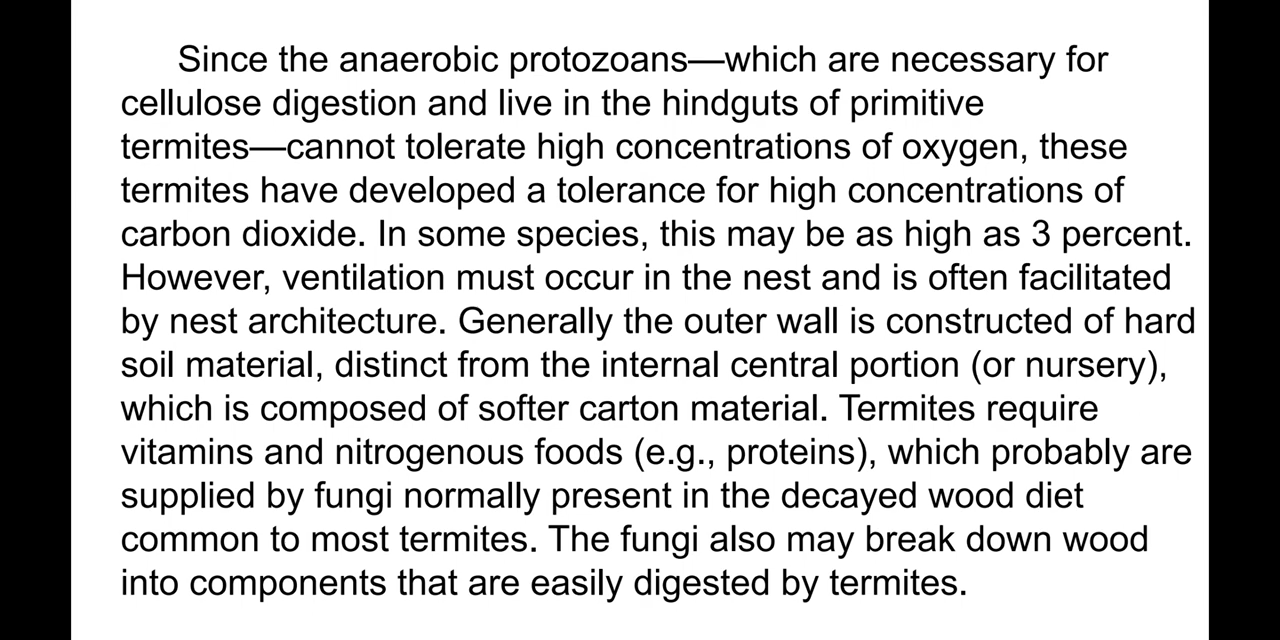 Since the anaerobic protozoans—which are necessary for
cellulose digestion and live in the hindguts of primitive
termites—cannot tolerate high concentrations of oxygen, these
termites have developed a tolerance for high concentrations of
carbon dioxide. In some species, this may be as high as 3 percent.
However, ventilation must occur in the nest and is often facilitated
by nest architecture. Generally the outer wall is constructed of hard
soil material, distinct from the internal central portion (or nursery),
which is composed of softer carton material. Termites require
vitamins and nitrogenous foods (e.g., proteins), which probably are
supplied by fungi normally present in the decayed wood diet
common to most termites. The fungi also may break down wood
into components that are easily digested by termites.